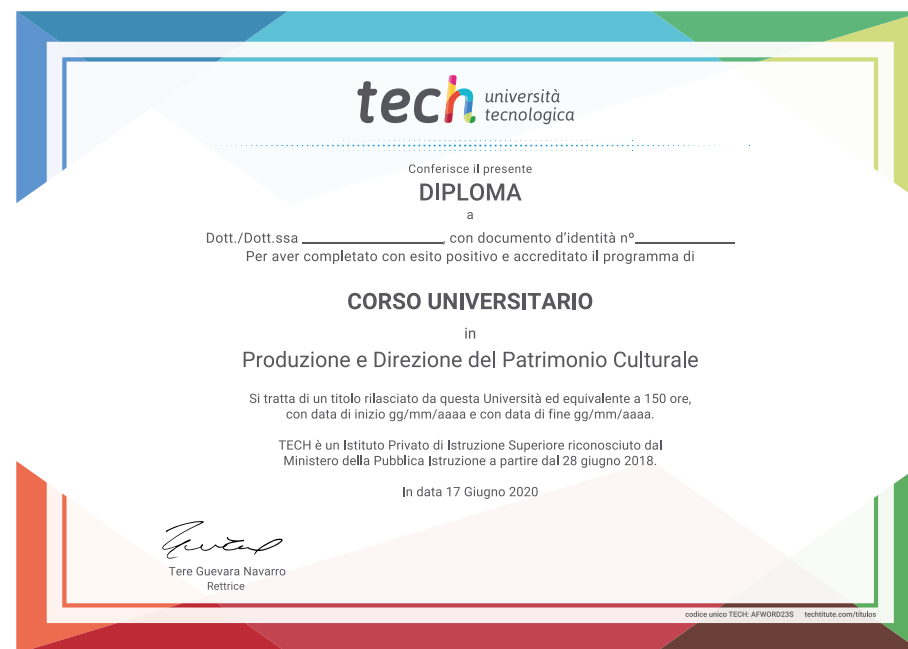 tech università
tecnologica
Conferisce il presente
DIPLOMA
a
Dott./Dott.ssa ________________, con documento d'identità nº____________
Per aver completato con esito positivo e accreditato il programma di
CORSO UNIVERSITARIO
in
Produzione e Direzione del Patrimonio Culturale
Si tratta di un titolo rilasciato da questa Università ed equivalente a 150 ore,
con data di inizio gg/mm/aaaa e con data di fine gg/mm/aaaa.
TECH è un Istituto Privato di Istruzione Superiore riconosciuto dal
Ministero della Pubblica Istruzione a partire dal 28 giugno 2018.
In data 17 Giugno 2020
Tere Guevara Navarro
Rettrice
codice unico TECH: AFWORD23S techtitute.com/titulos